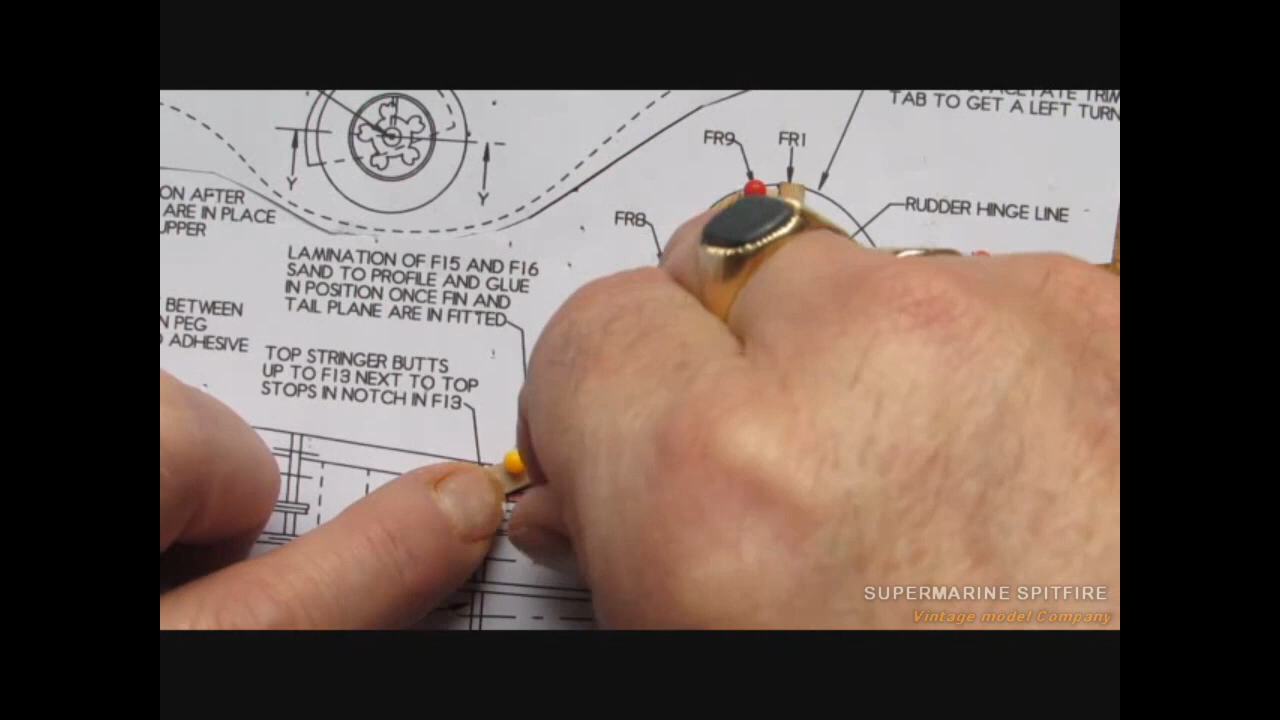 ACETATE TRIM
TAB TO GET A LEFT TURN
FR9
FR1
RUDDER HINGE LINE
FR8
Y
Y
ON AFTER
ARE IN PLACE
UPPER
LAMINATION OF F15 AND F16
SAND TO PROFILE AND GLUE
IN POSITION ONCE FIN AND
TAIL PLANE ARE IN FITTED
BETWEEN
N PEG
ADHESIVE
TOP STRINGER BUTTS
UP TO F13 NEXT TO TOP
STOPS IN NOTCH IN F13
SUPERMARINE SPITFIRE
Vintage model Company